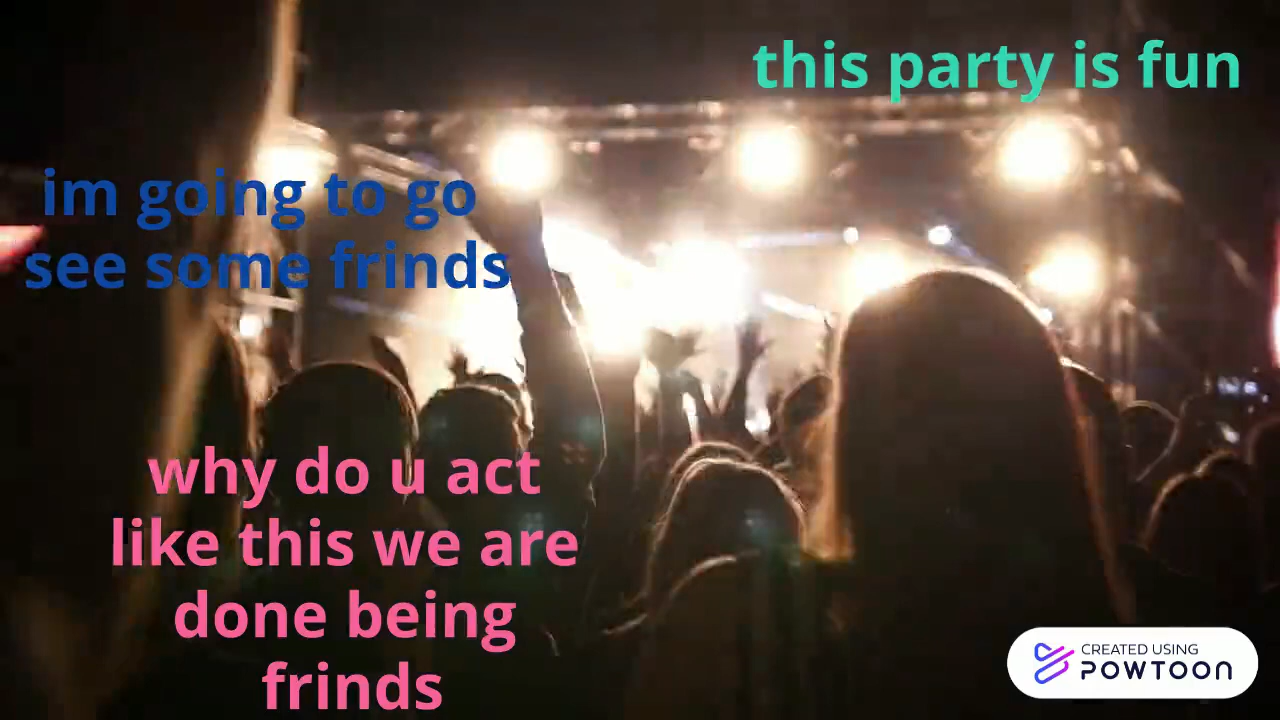 this party is fun
im going to go
see some frinds
why do u act
like this we are
done being
frinds
CREATED USING
POWTOON